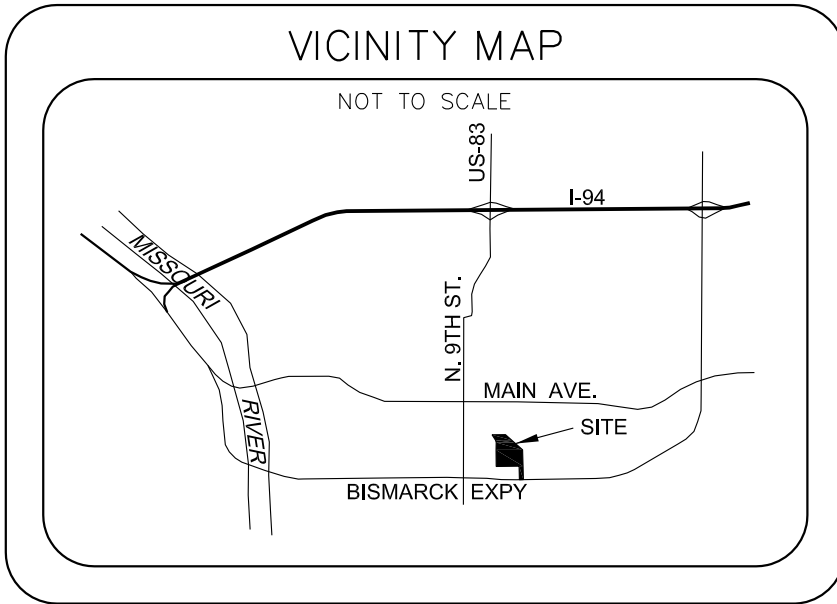 VICINITY MAP
NOT TO SCALE
US-83
I-94
MISSOURI
RIVER
N. 9TH ST.
MAIN AVE.
SITE
BISMARCK EXPY